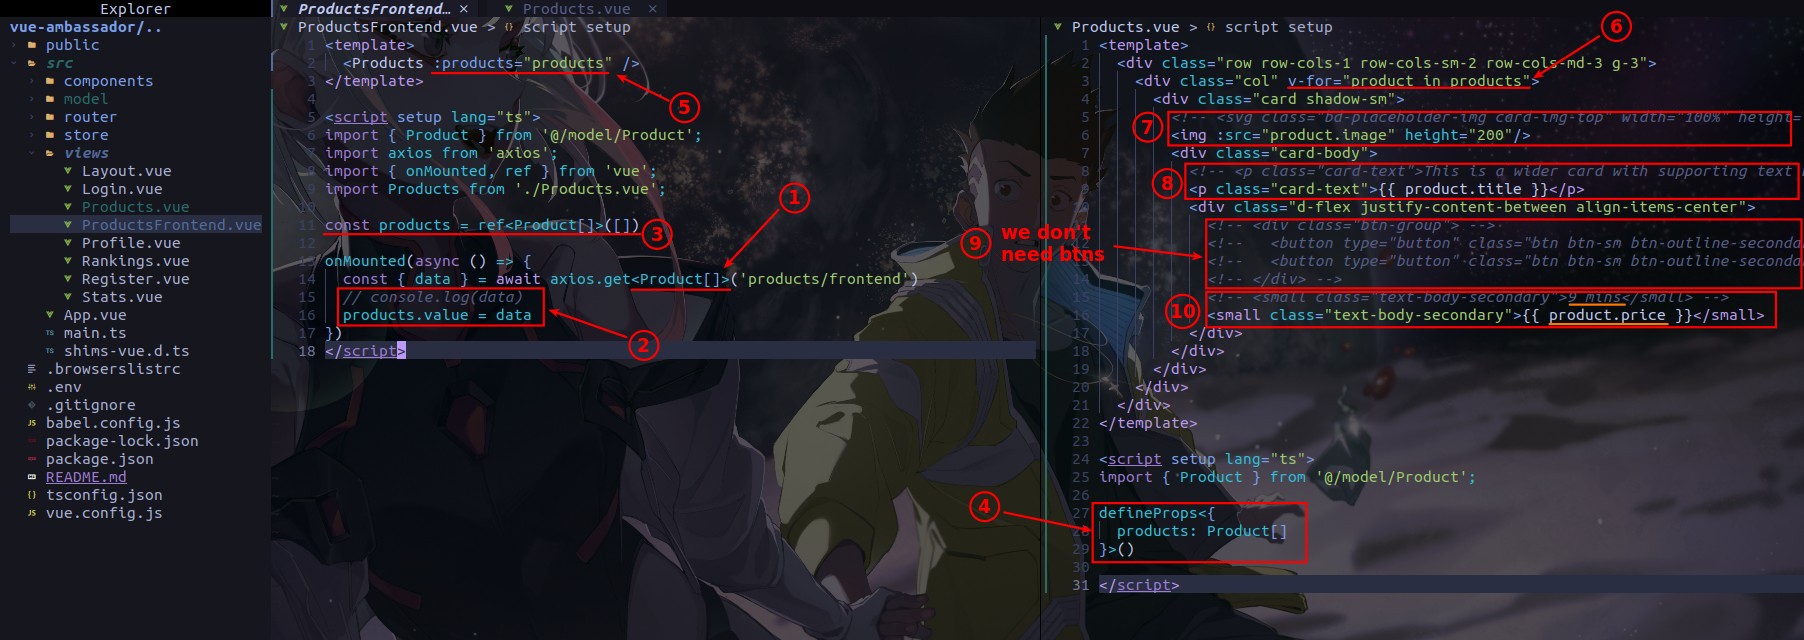 Explorer
vue-ambassador/..
public
src
components
model
router
store
views
Layout.vue
Login.vue
Products.vue
ProductsFrontend.vue
Profile.vue
Rankings.vue
Register.vue
Stats.vue
App.vue
TS main.ts
TS shims-vue.d.ts
.browserslistrc
.env
.gitignore
JS babel.config.js
package-lock.json
package.json
README.md
{} tsconfig.json
JS vue.config.js
ProductsFrontend… ×
Products.vue ×
ProductsFrontend.vue > {} script setup
1 <template>
2 <Products :products="products" />
3 </template>
4
5 <script setup lang="ts">
6 import { Product } from '@/model/Product';
7 import axios from 'axios';
8 import { onMounted, ref } from 'vue';
9 import Products from './Products.vue';
10
11 const products = ref<Product[]>([])
12
13 onMounted(async () => {
14 const { data } = await axios.get<Product[]>('products/frontend')
15 // console.log(data)
16 products.value = data
17 })
18 </script>
5
1
3
2
Products.vue > {} script setup
1 <template>
2 <div class="row row-cols-1 row-cols-sm-2 row-cols-md-3 g-3">
3 <div class="col" v-for="product in products">
4 <div class="card shadow-sm">
5 <!-- <svg class="bd-placeholder-img card-img-top" width="100%" height=
6 <img :src="product.image" height="200"/>
7 <div class="card-body">
8 <!-- <p class="card-text">This is a wider card with supporting text
9 <p class="card-text">{{ product.title }}</p>
10 <div class="d-flex justify-content-between align-items-center">
11 <!-- <div class="btn-group"> -->
12 <!-- <button type="button" class="btn btn-sm btn-outline-seconda
13 <!-- <button type="button" class="btn btn-sm btn-outline-seconda
14 <!-- </div> -->
15 <!-- <small class="text-body-secondary">9 mins</small> -->
16 <small class="text-body-secondary">{{ product.price }}</small>
17 </div>
18 </div>
19 </div>
20 </div>
21 </div>
22 </template>
23
24 <script setup lang="ts">
25 import { Product } from '@/model/Product';
26
27 defineProps<{
28 products: Product[]
29 }>()
30
31 </script>
6
7
8
9 we don't
need btns
10
4